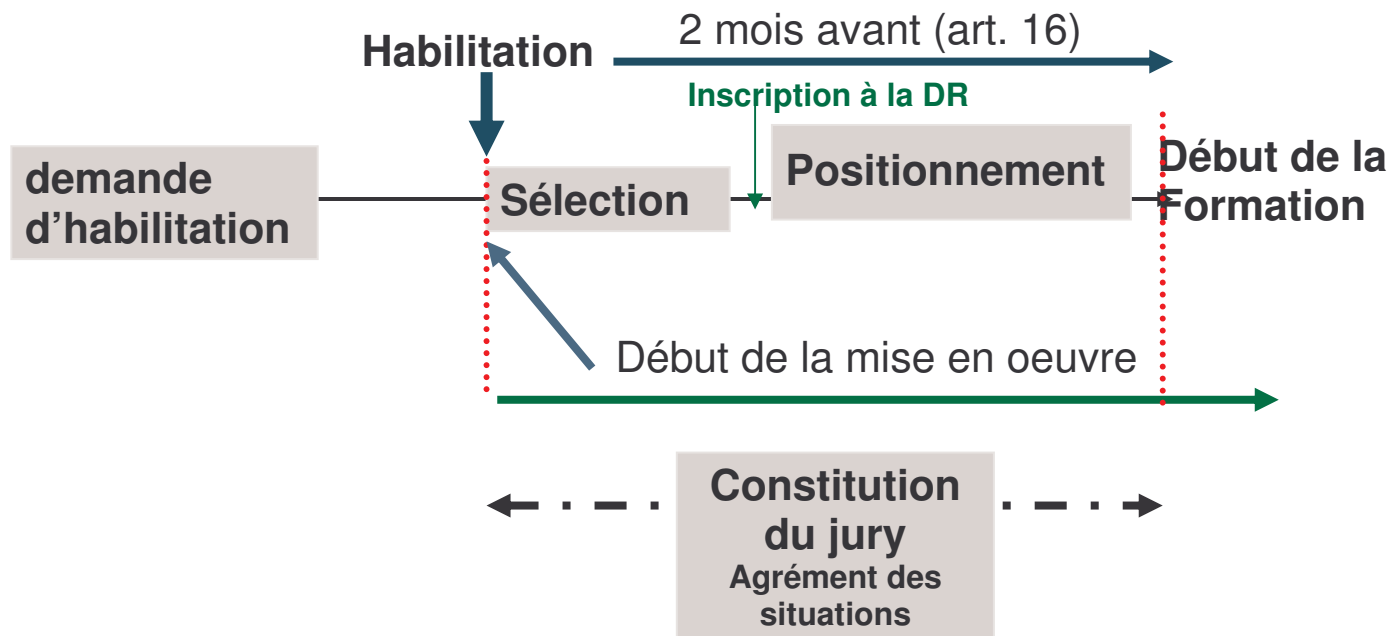 2 mois avant (art. 16)
Habilitation
Inscription à la DR
demande
d'habilitation
Sélection
Positionnement
Début de la
Formation
Début de la mise en oeuvre
Constitution
du jury
Agrément des
situations